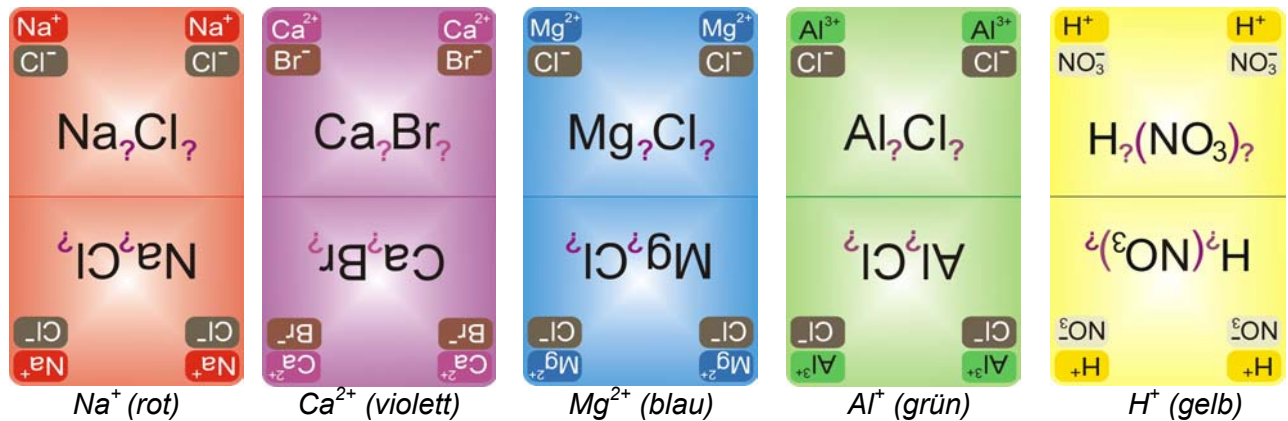 Na⁺ Na⁺ Ca²⁺ Ca²⁺ Mg²⁺ Mg²⁺ Al³⁺ Al³⁺ H⁺ H⁺
Cl⁻ Cl⁻ Br⁻ Br⁻ Cl⁻ Cl⁻ Cl⁻ Cl⁻ NO₃⁻ NO₃⁻
Na?Cl? Ca?Br? Mg?Cl? Al?Cl? H?(NO₃)?
Na?Cl? Ca?Br? Mg?Cl? Al?Cl? H?(NO₃)?
Cl⁻ Cl⁻ Br⁻ Br⁻ Cl⁻ Cl⁻ Cl⁻ Cl⁻ NO₃⁻ NO₃⁻
Na⁺ Na⁺ Ca²⁺ Ca²⁺ Mg²⁺ Mg²⁺ Al³⁺ Al³⁺ H⁺ H⁺
Na⁺ (rot) Ca²⁺ (violett) Mg²⁺ (blau) Al⁺ (grün) H⁺ (gelb)